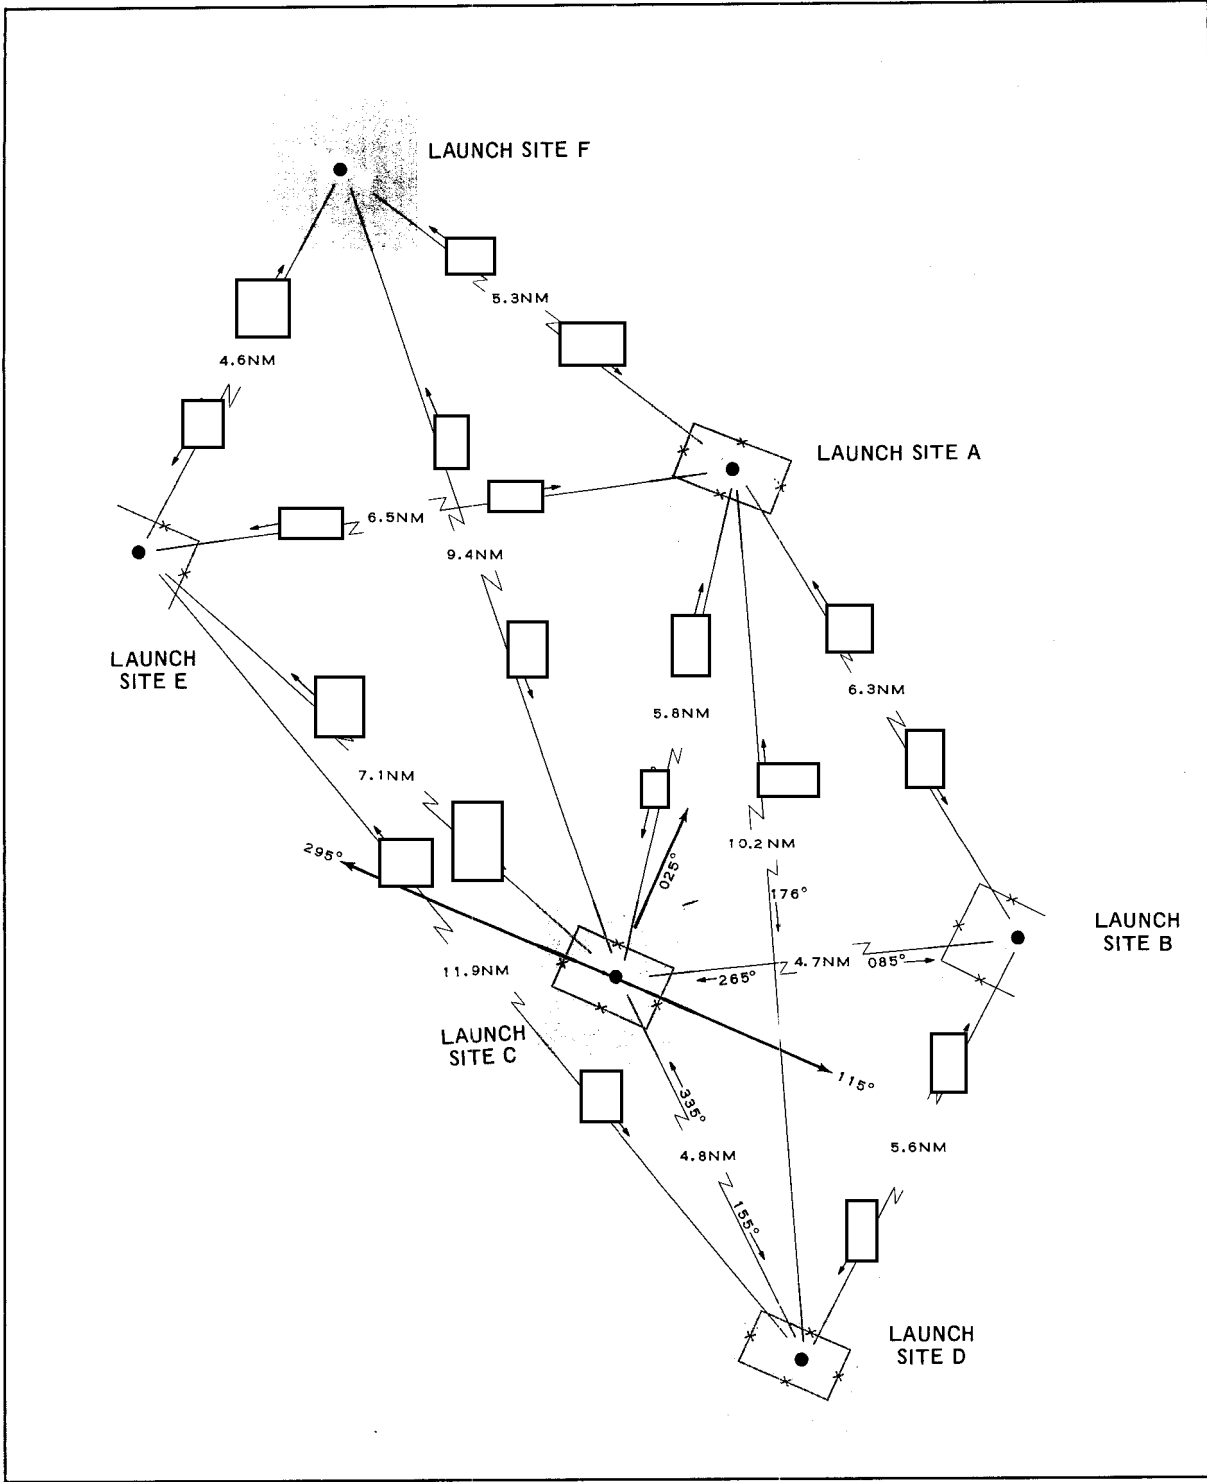 LAUNCH SITE F
5.3NM
4.6NM
LAUNCH SITE A
6.5NM
9.4NM
LAUNCH
SITE E
6.3NM
5.8NM
7.1NM
10.2NM
295°
025°
176°
LAUNCH
SITE B
4.7NM
085°
265°
11.9NM
LAUNCH
SITE C
115°
335°
4.8NM
5.6NM
155°
LAUNCH
SITE D